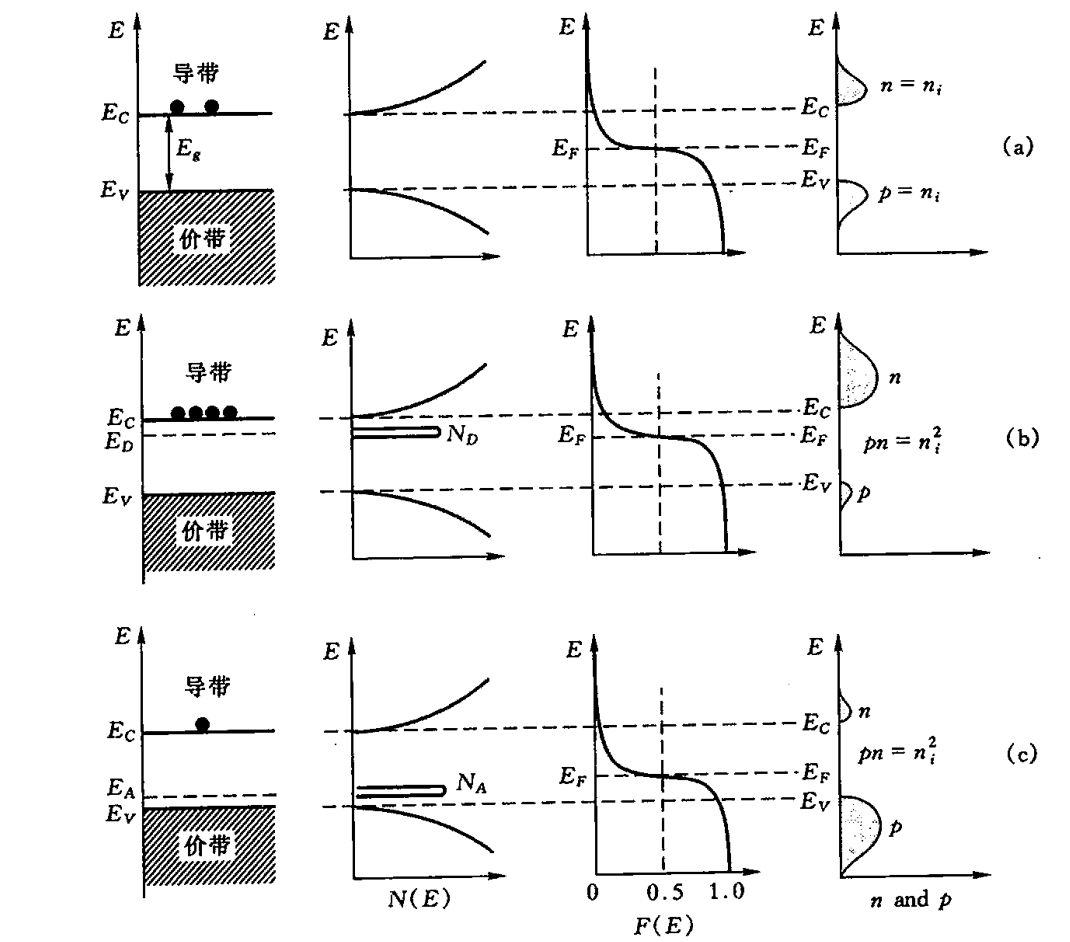 E
导带
E_C
E_g
E_V
价带
E
E
E_F
E
n = n_i
E_C
E_F
E_V
p = n_i
(a)
E
导带
E_C
E_D
E_V
价带
E
N_D
E
E_F
E
n
E_C
E_F
pn = n_i^2
E_V
p
(b)
E
导带
E_C
E_A
E_V
价带
E
N_A
N(E)
E
E_F
0 0.5 1.0
F(E)
E
n
E_C
pn = n_i^2
E_F
E_V
p
n and p
(c)